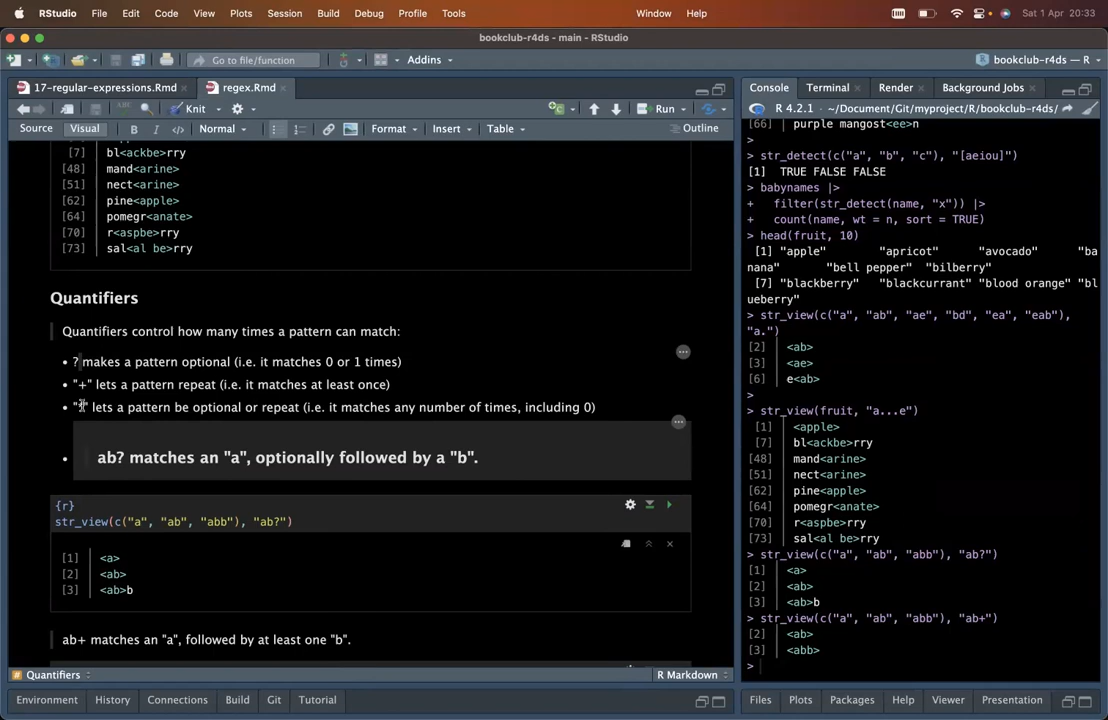 RStudio File Edit Code View Plots Session Build Debug Profile Tools Window Help Sat 1 Apr 20:33
bookclub-r4ds - main - RStudio
Go to file/function Addins bookclub-r4ds — R
17-regular-expressions.Rmd regex.Rmd
Knit Run
Source Visual B I Normal Format Insert Table Outline
[7] bl<ackbe>rry
[48] mand<arine>
[51] nect<arine>
[62] pine<apple>
[64] pomegr<anate>
[70] r<aspbe>rry
[73] sal<al be>rry
Quantifiers
Quantifiers control how many times a pattern can match:
• ? makes a pattern optional (i.e. it matches 0 or 1 times)
• "+" lets a pattern repeat (i.e. it matches at least once)
• lets a pattern be optional or repeat (i.e. it matches any number of times, including 0)
• ab? matches an "a", optionally followed by a "b".
{r}
str_view(c("a", "ab", "abb"), "ab?")
[1] <a>
[2] <ab>
[3] <ab>b
ab+ matches an "a", followed by at least one "b".
Quantifiers R Markdown
Environment History Connections Build Git Tutorial
Console Terminal Render Background Jobs
R 4.2.1 · ~/Document/Git/myproject/R/bookclub-r4ds/
[66] purple mangost<ee>n
>
> str_detect(c("a", "b", "c"), "[aeiou]")
[1] TRUE FALSE FALSE
> babynames |>
+ filter(str_detect(name, "x")) |>
+ count(name, wt = n, sort = TRUE)
> head(fruit, 10)
[1] "apple" "apricot" "avocado" "ba
nana" "bell pepper" "bilberry"
[7] "blackberry" "blackcurrant" "blood orange" "bl
ueberry"
> str_view(c("a", "ab", "ae", "bd", "ea", "eab"),
"a.")
[2] <ab>
[3] <ae>
[6] e<ab>
>
> str_view(fruit, "a...e")
[1] <apple>
[7] bl<ackbe>rry
[48] mand<arine>
[51] nect<arine>
[62] pine<apple>
[64] pomegr<anate>
[70] r<aspbe>rry
[73] sal<al be>rry
> str_view(c("a", "ab", "abb"), "ab?")
[1] <a>
[2] <ab>
[3] <ab>b
> str_view(c("a", "ab", "abb"), "ab+")
[2] <ab>
[3] <abb>
>
Files Plots Packages Help Viewer Presentation